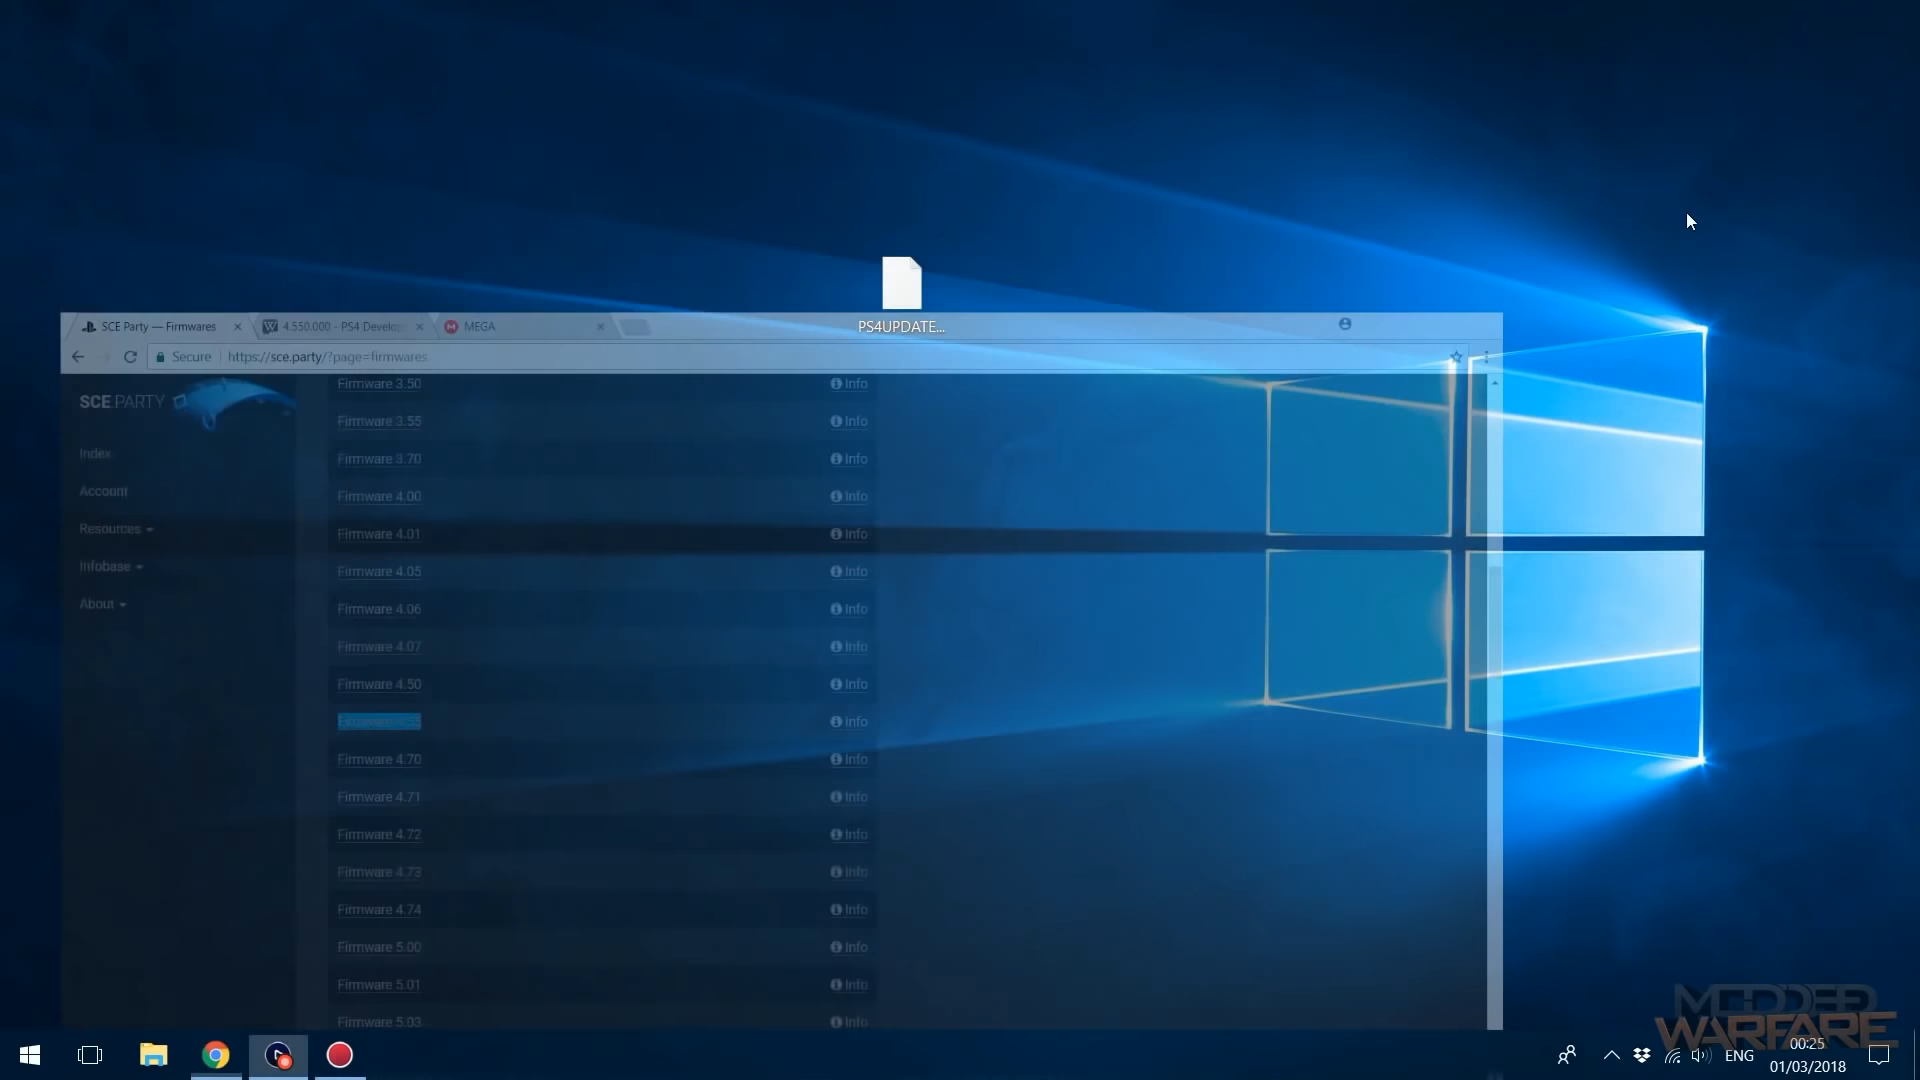 PS4UPDATE...
SCE Party — Firmwares
4.550.000 - PS4 Develop
MEGA
Secure
https://sce.party/?page=firmwares
SCE.PARTY
Index
Account
Resources
Infobase
About
Firmware 3.50 Info
Firmware 3.55 Info
Firmware 3.70 Info
Firmware 4.00 Info
Firmware 4.01 Info
Firmware 4.05 Info
Firmware 4.06 Info
Firmware 4.07 Info
Firmware 4.50 Info
Info
Firmware 4.70 Info
Firmware 4.71 Info
Firmware 4.72 Info
Firmware 4.73 Info
Firmware 4.74 Info
Firmware 5.00 Info
Firmware 5.01 Info
Firmware 5.03 Info
MODDED
WARFARE
ENG
00:25
01/03/2018